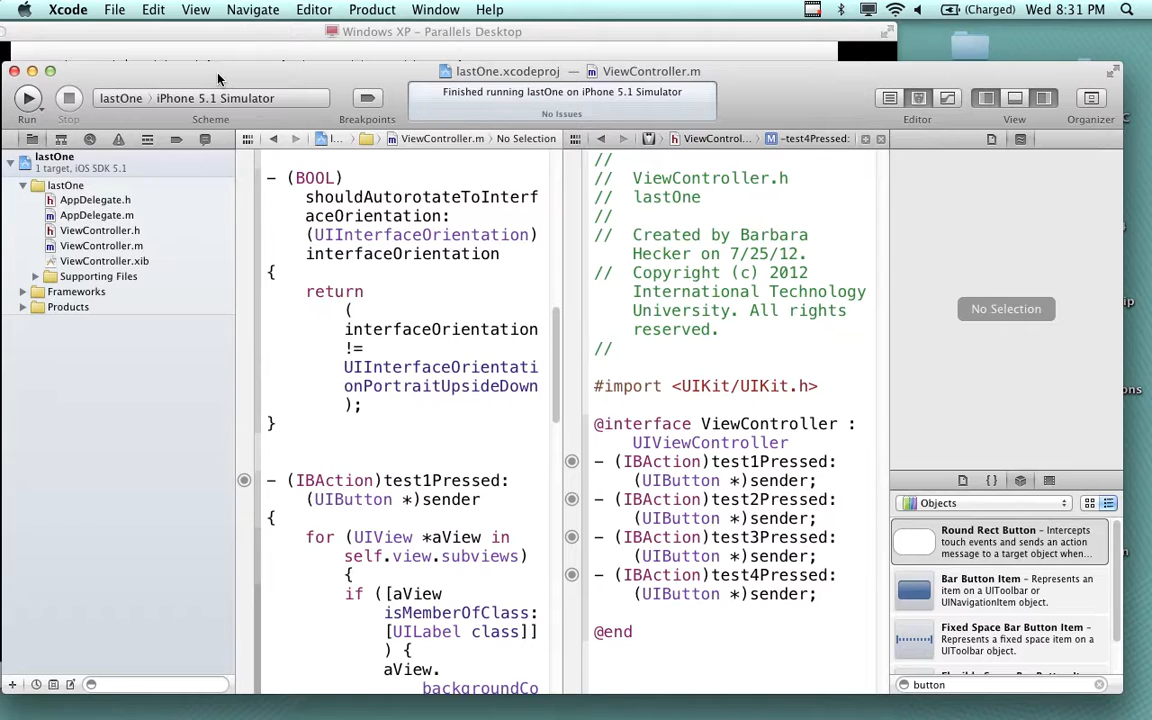 Xcode File Edit View Navigate Editor Product Window Help (Charged) Wed 8:31 PM
Windows XP - Parallels Desktop
lastOne.xcodeproj — ViewController.m
lastOne 〉 iPhone 5.1 Simulator
Finished running lastOne on iPhone 5.1 Simulator
No Issues
Run Stop Scheme Breakpoints Editor View Organizer
l... ViewController.m No Selection
ViewControl... M -test4Pressed:
lastOne
1 target, iOS SDK 5.1
lastOne
h AppDelegate.h
m AppDelegate.m
h ViewController.h
m ViewController.m
ViewController.xib
Supporting Files
Frameworks
Products
- (BOOL)
shouldAutorotateToInterf
aceOrientation:
(UIInterfaceOrientation)
interfaceOrientation
{
return
(
interfaceOrientation
!=
UIInterfaceOrientati
onPortraitUpsideDown
);
}
- (IBAction)test1Pressed:
(UIButton *)sender
{
for (UIView *aView in
self.view.subviews)
{
if ([aView
isMemberOfClass:
[UILabel class]]
) {
aView.
backgroundCo
//
// ViewController.h
// lastOne
//
// Created by Barbara
Hecker on 7/25/12.
// Copyright (c) 2012
International Technology
University. All rights
reserved.
//
#import <UIKit/UIKit.h>
@interface ViewController :
UIViewController
- (IBAction)test1Pressed:
(UIButton *)sender;
- (IBAction)test2Pressed:
(UIButton *)sender;
- (IBAction)test3Pressed:
(UIButton *)sender;
- (IBAction)test4Pressed:
(UIButton *)sender;
@end
No Selection
{ }
Objects
Round Rect Button - Intercepts
touch events and sends an action
message to a target object when...
Bar Button Item - Represents an
item on a UIToolbar or
UINavigationItem object.
Fixed Space Bar Button Item -
Represents a fixed space item on a
UIToolbar object.
button